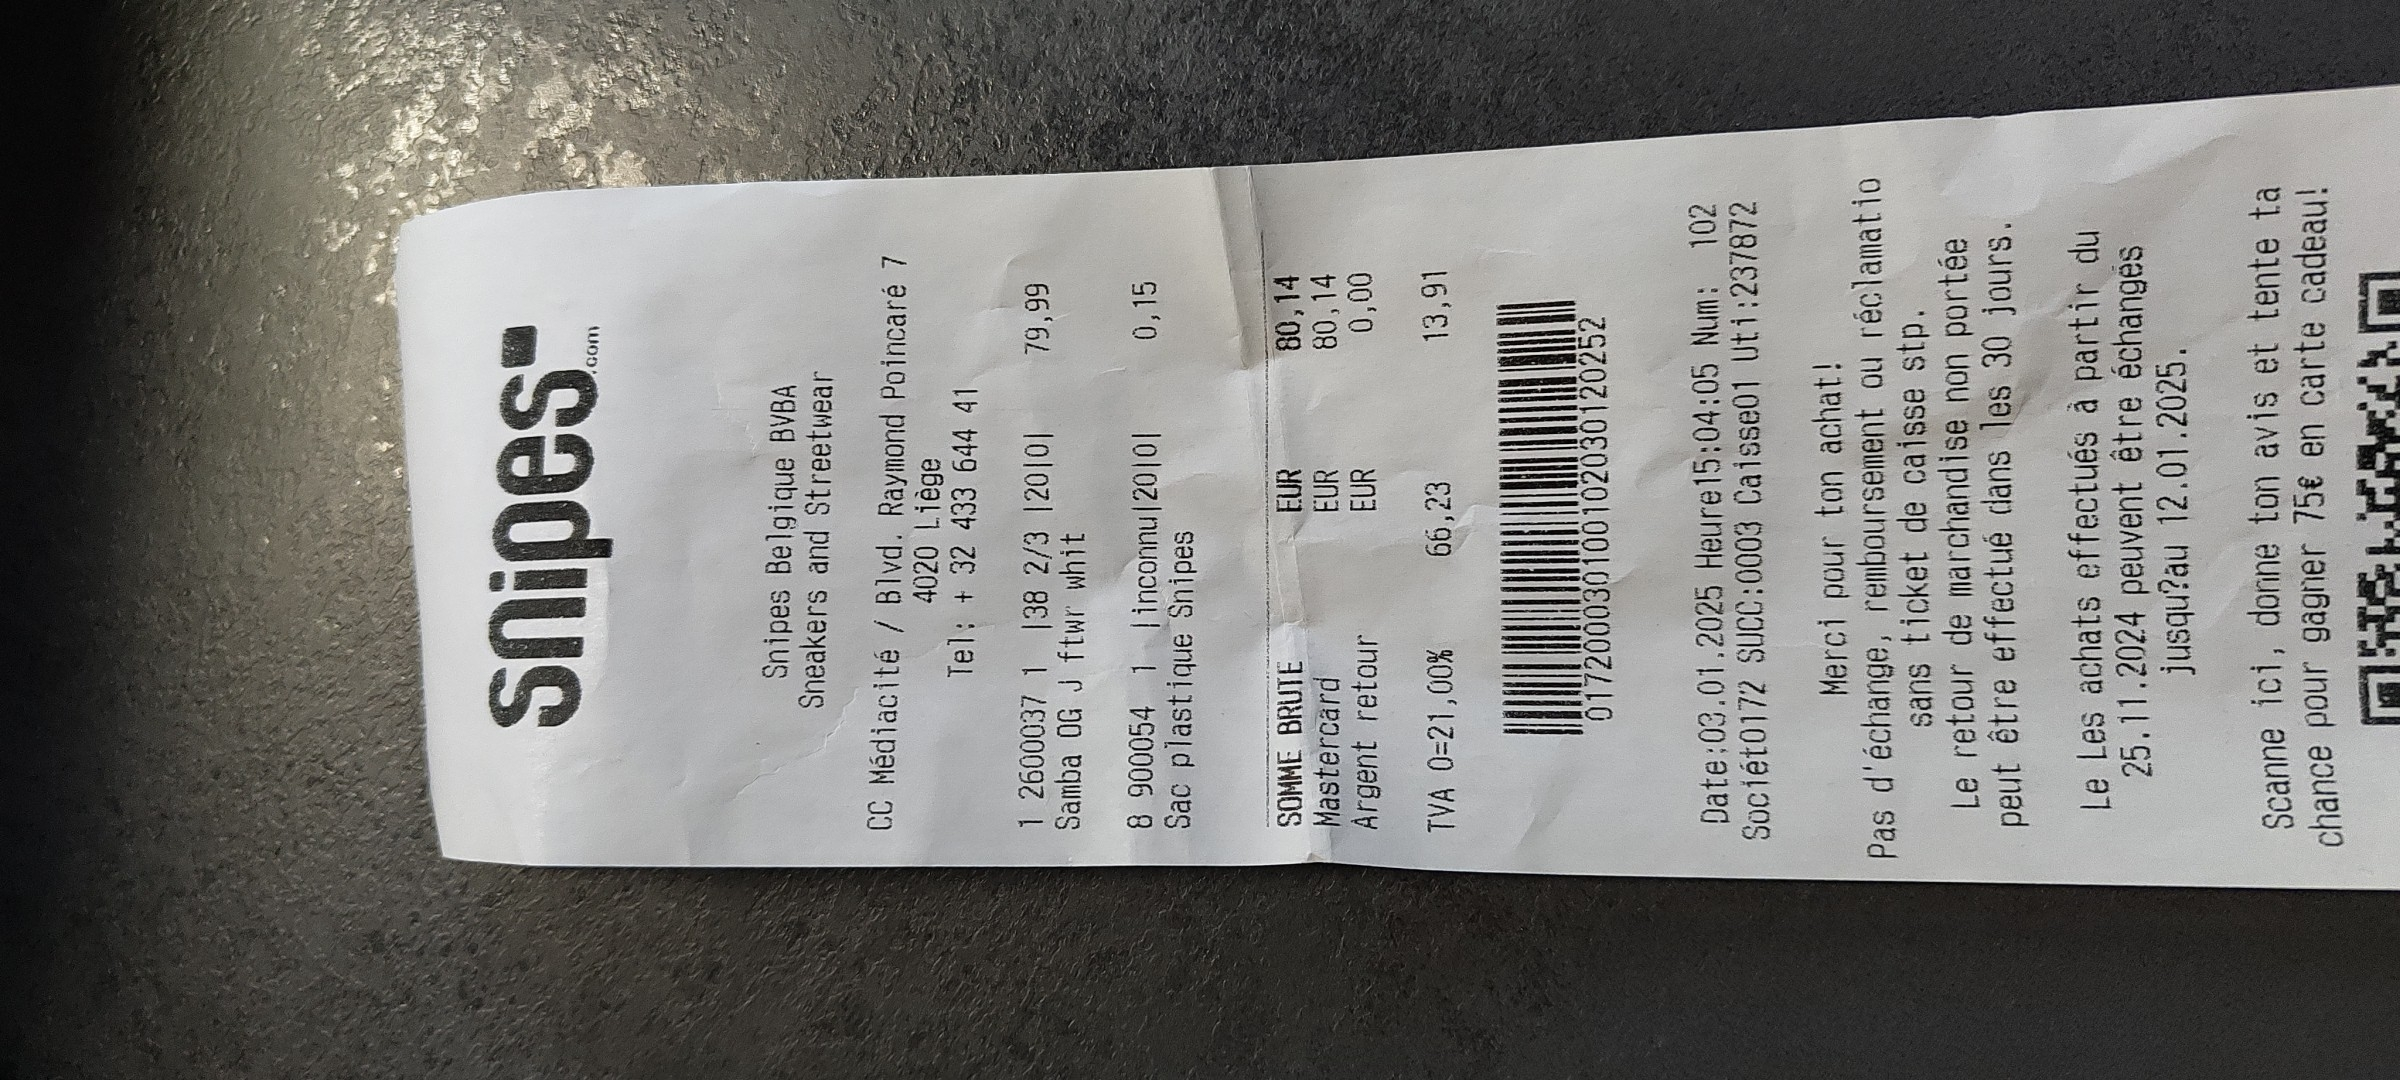 snipes
.com
Snipes Belgique BVBA
Sneakers and Streetwear
CC Médiacité / Blvd. Raymond Poincaré 7
4020 Liège
Tel: + 32 433 644 41
1 2600037 1 |38 2/3 |20|0| 79,99
Samba OG J ftwr whit
8 900054 1 |inconnu|20|0| 0,15
Sac plastique Snipes
SOMME BRUTE EUR 80,14
Mastercard EUR 80,14
Argent retour EUR 0,00
TVA 0=21,00% 66,23 13,91
01720003010010203012025​2
Date:03.01.2025 Heure15:04:05 Num: 102
Sociét0172 SUCC:0003 Caisse01 Uti:237872
Merci pour ton achat!
Pas d'échange, remboursement ou réclamatio
sans ticket de caisse stp.
Le retour de marchandise non portée
peut être effectué dans les 30 jours.
Le Les achats effectués à partir du
25.11.2024 peuvent être échangés
jusqu?au 12.01.2025.
Scanne ici, donne ton avis et tente ta
chance pour gagner 75€ en carte cadeau!